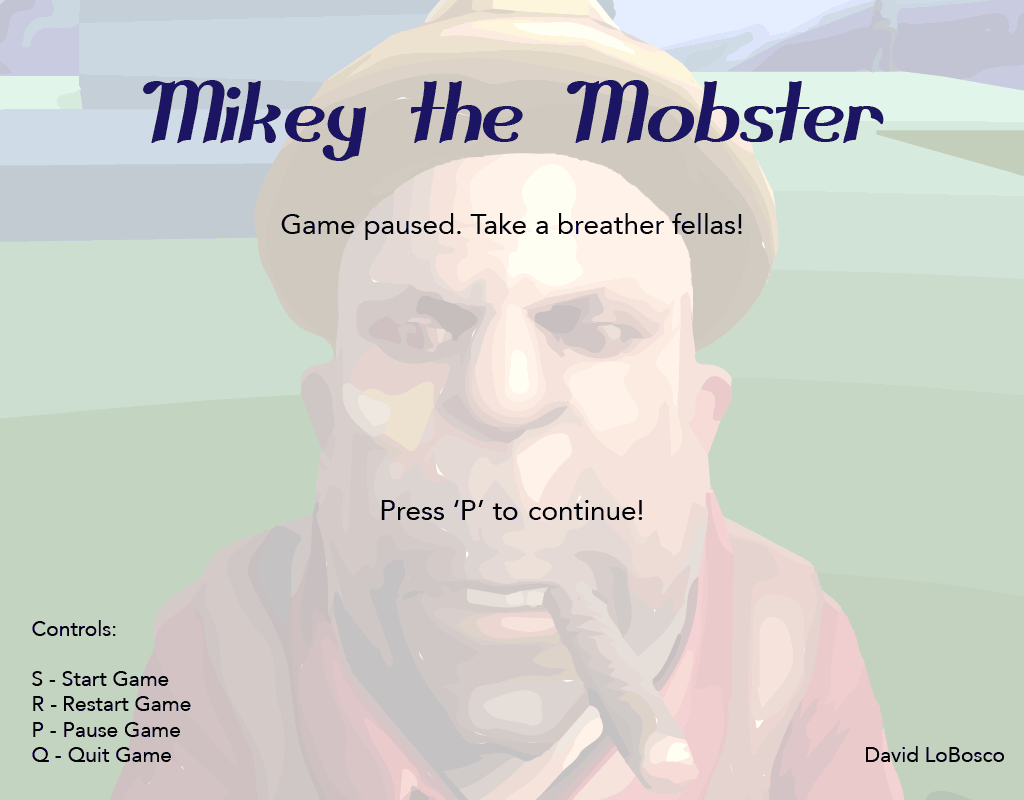 Mikey the Mobster
Game paused. Take a breather fellas!
Press ‘P’ to continue!
Controls:
S - Start Game
R - Restart Game
P - Pause Game
Q - Quit Game
David LoBosco